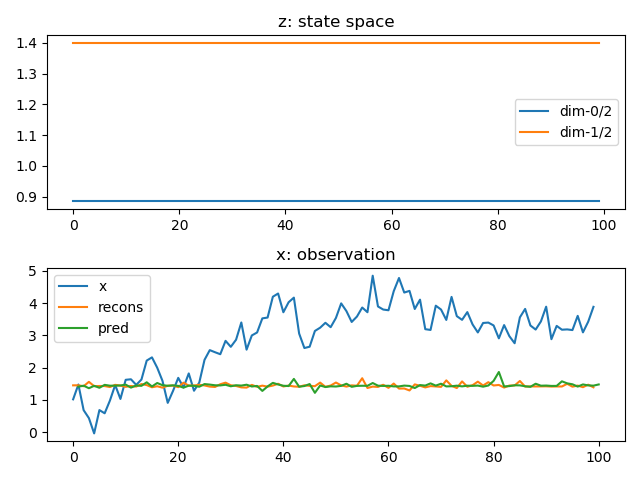 z: state space
1.4
1.3
1.2
1.1
1.0
0.9
dim-0/2
dim-1/2
0 20 40 60 80 100
x: observation
5
4
3
2
1
0
x
recons
pred
0 20 40 60 80 100